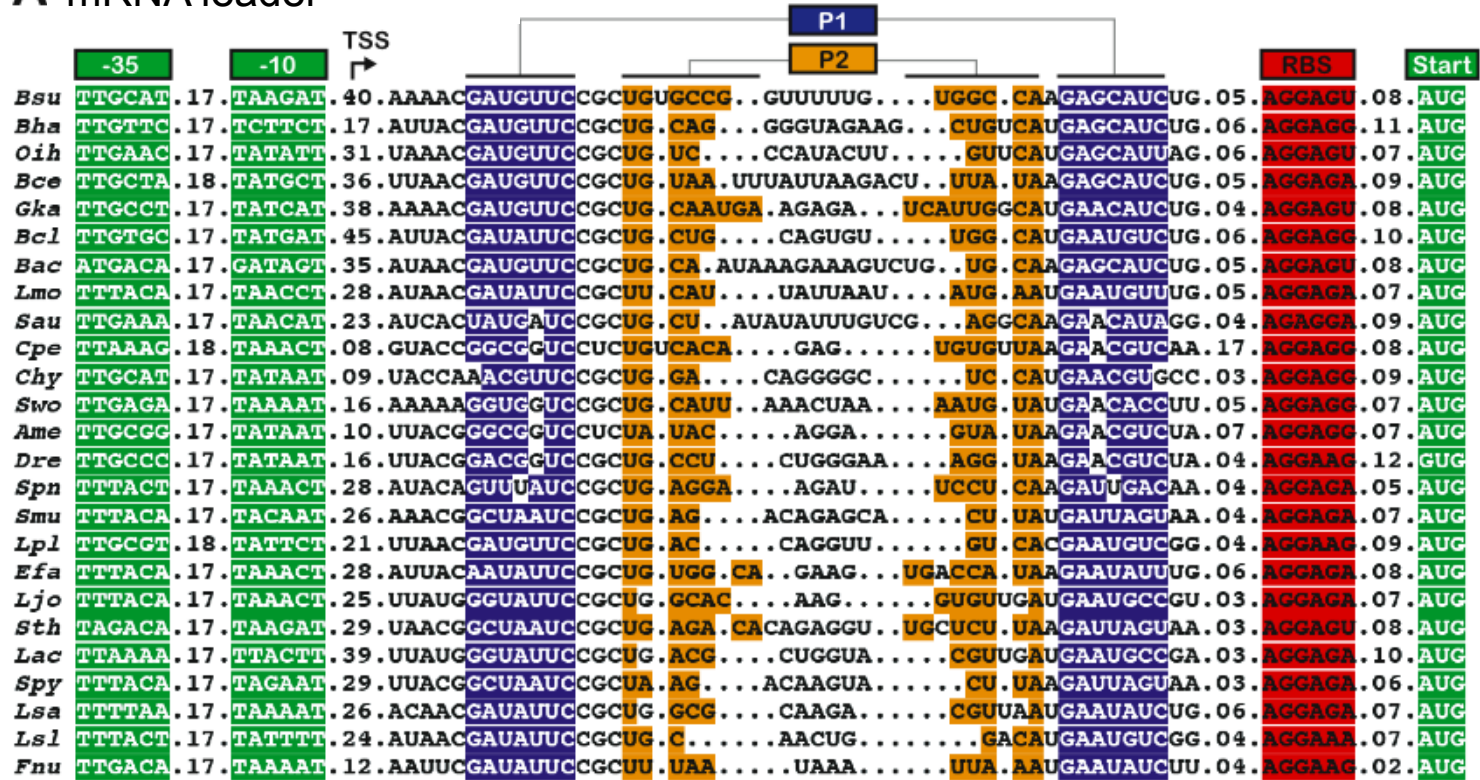 A mRNA leader
P1
TSS
P2
-35 -10 RBS Start
Bsu TTGCAT.17.TAAGAT.40.AAAACGAUGUUCCGCUGUGCCG..GUUUUUG....UGGC.CAAGAGCAUCUG.05.AGGAGU.08.AUG
Bha TTGTTC.17.TCTTCT.17.AUUACGAUGUUCCGCUG.CAG...GGGUAGAAG...CUGUCAUGAGCAUCUG.06.AGGAGG.11.AUG
Oih TTGAAC.17.TATATT.31.UAAACGAUGUUCCGCUG.UC....CCAUACUU....GUUCAUGAGCAUUAG.06.AGGAGU.07.AUG
Bce TTGCTA.18.TATGCT.36.UUAACGAUGUUCCGCUG.UAA.UUUAUUAAGACU..UUA.UAAGAGCAUCUG.05.AGGAGA.09.AUG
Gka TTGCCT.17.TATCAT.38.AAAACGAUGUUCCGCUG.CAAUGA.AGAGA...UCAUUGGCAUGAACAUCUG.04.AGGAGU.08.AUG
Bcl TTGTGC.17.TATGAT.45.AUUACGAUAUUCCGCUG.CUG....CAGUGU.....UGG.CAUGAAUGUCUG.06.AGGAGG.10.AUG
Bac ATGACA.17.GATAGT.35.AUAACGAUGUUCCGCUG.CA.AUAAAGAAAGUCUG..UG.CAAGAGCAUCUG.05.AGGAGU.08.AUG
Lmo TTTACA.17.TAACCT.28.AUAACGAUAUUCCGCUU.CAU....UAUUAAU....AUG.AAUGAAUGUUUG.05.AGGAGA.07.AUG
Sau TTGAAA.17.TAACAT.23.AUCACUAUGAUCCGCUG.CU..AUAUAUUUGUCG...AGGCAAGAACAUAGG.04.AGAGGA.09.AUG
Cpe TTAAAG.18.TAAACT.08.GUACCGGCGGUCCUCUGUCACA....GAG......UGUGUUAAGAACGUCAA.17.AGGAGG.08.AUG
Chy TTGCAT.17.TATAAT.09.UACCAAACGUUCCGCUG.GA....CAGGGGC......UC.CAUGAACGUGCC.03.AGGAGG.09.AUG
Swo TTGAGA.17.TAAAAT.16.AAAAAGGUGGUCCGCUG.CAUU..AAACUAA....AAUG.UAUGAACACCUU.05.AGGAGG.07.AUG
Ame TTGCGG.17.TATAAT.10.UUACGGGCGGUCCUCUA.UAC.....AGGA......GUA.UAAGAACGUCUA.07.AGGAGG.07.AUG
Dre TTGCCC.17.TATAAT.16.UUACGGACGGUCCGCUG.CCU....CUGGGAA....AGG.UAAGAACGUCUA.04.AGGAAG.12.GUG
Spn TTTACT.17.TAAACT.28.AUACAGUUUAUCCGCUG.AGGA....AGAU.....UCCU.CAAGAUUGACAA.04.AGGAGA.05.AUG
Smu TTTACA.17.TACAAT.26.AAACGGCUAAUCCGCUG.AG....ACAGAGCA.....CU.UAUGAUUAGUAA.04.AGGAGA.07.AUG
Lpl TTGCGT.18.TATTCT.21.UUAACGAUGUUCCGCUG.AC.....CAGGUU......GU.CACGAAUGUCGG.04.AGGAAG.09.AUG
Efa TTTACA.17.TAAACT.28.AUUACAAUAUUCCGCUG.UGG.CA..GAAG...UGACCA.UAAGAAUAUUUG.06.AGGAGA.08.AUG
Ljo TTTACA.17.TAAACT.25.UUAUGGGUAUUCCGCUG.GCAC....AAG......GUGUUGAUGAAUGCCGU.03.AGGAGA.07.AUG
Sth TAGACA.17.TAAGAT.29.UAACGGCUAAUCCGCUG.AGA.CACAGAGGU..UGCUCU.UAAGAUUAGUAA.03.AGGAGU.08.AUG
Lac TTAAAA.17.TTACTT.39.UUAUGGGUAUUCCGCUG.ACG....CUGGUA.....CGUUGAUGAAUGCCGA.03.AGGAGA.10.AUG
Spy TTTACA.17.TAGAAT.29.UUACGGCUAAUCCGCUA.AG....ACAAGUA......CU.UAAGAUUAGUAA.03.AGGAGA.06.AUG
Lsa TTTTAA.17.TAAAAT.26.ACAACGAUAUUCCGCUG.GCG....CAAGA......CGUUAAUGAAUAUCUG.06.AGGAGA.07.AUG
Lsl TTTACT.17.TATTTT.24.AUAACGAUAUUCCGCUG.C......AACUG........GACAUGAAUGUCGG.04.AGGAAA.07.AUG
Fnu TTGACA.17.TAAAAT.12.AAUUCGAUAUUCCGCUU.UAA.....UAAA......UUA.AAUGAAUAUCUU.04.AGGAAG.02.AUG